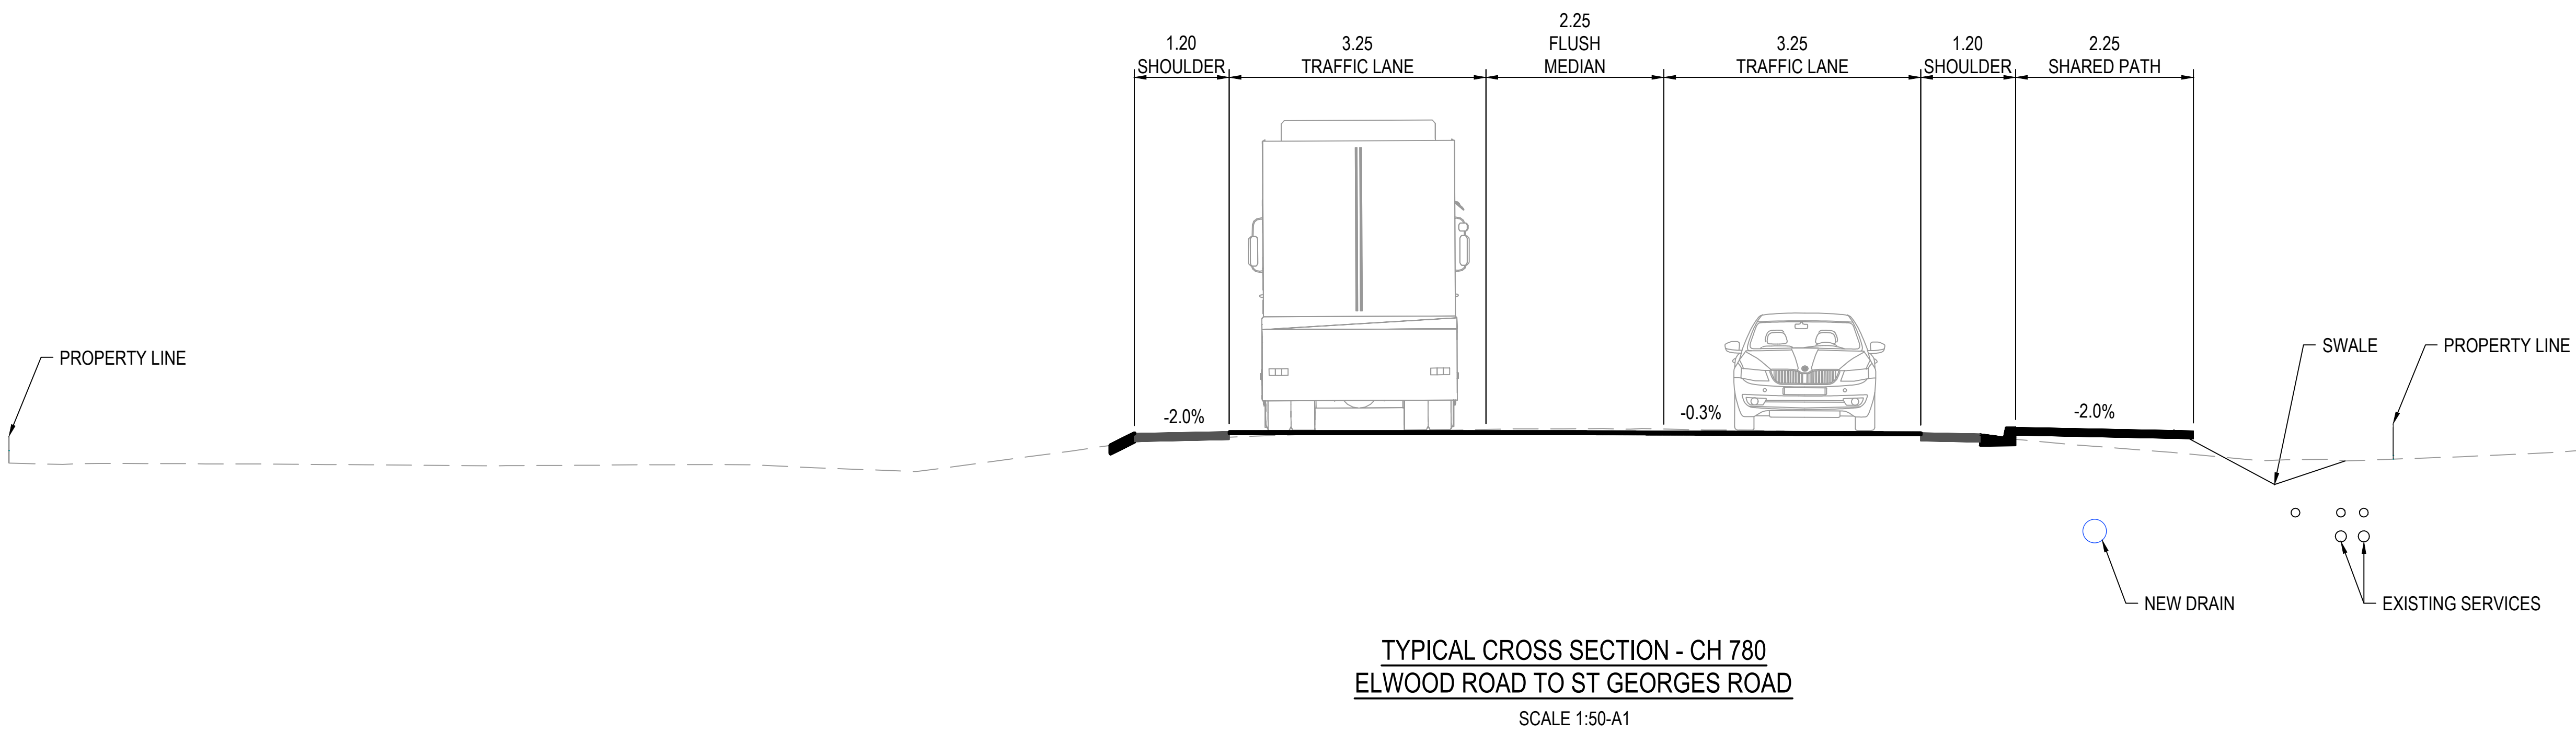 1.20
SHOULDER
3.25
TRAFFIC LANE
2.25
FLUSH
MEDIAN
3.25
TRAFFIC LANE
1.20
SHOULDER
2.25
SHARED PATH
PROPERTY LINE
-2.0%
-0.3%
-2.0%
SWALE
PROPERTY LINE
NEW DRAIN
EXISTING SERVICES
TYPICAL CROSS SECTION - CH 780
ELWOOD ROAD TO ST GEORGES ROAD
SCALE 1:50-A1